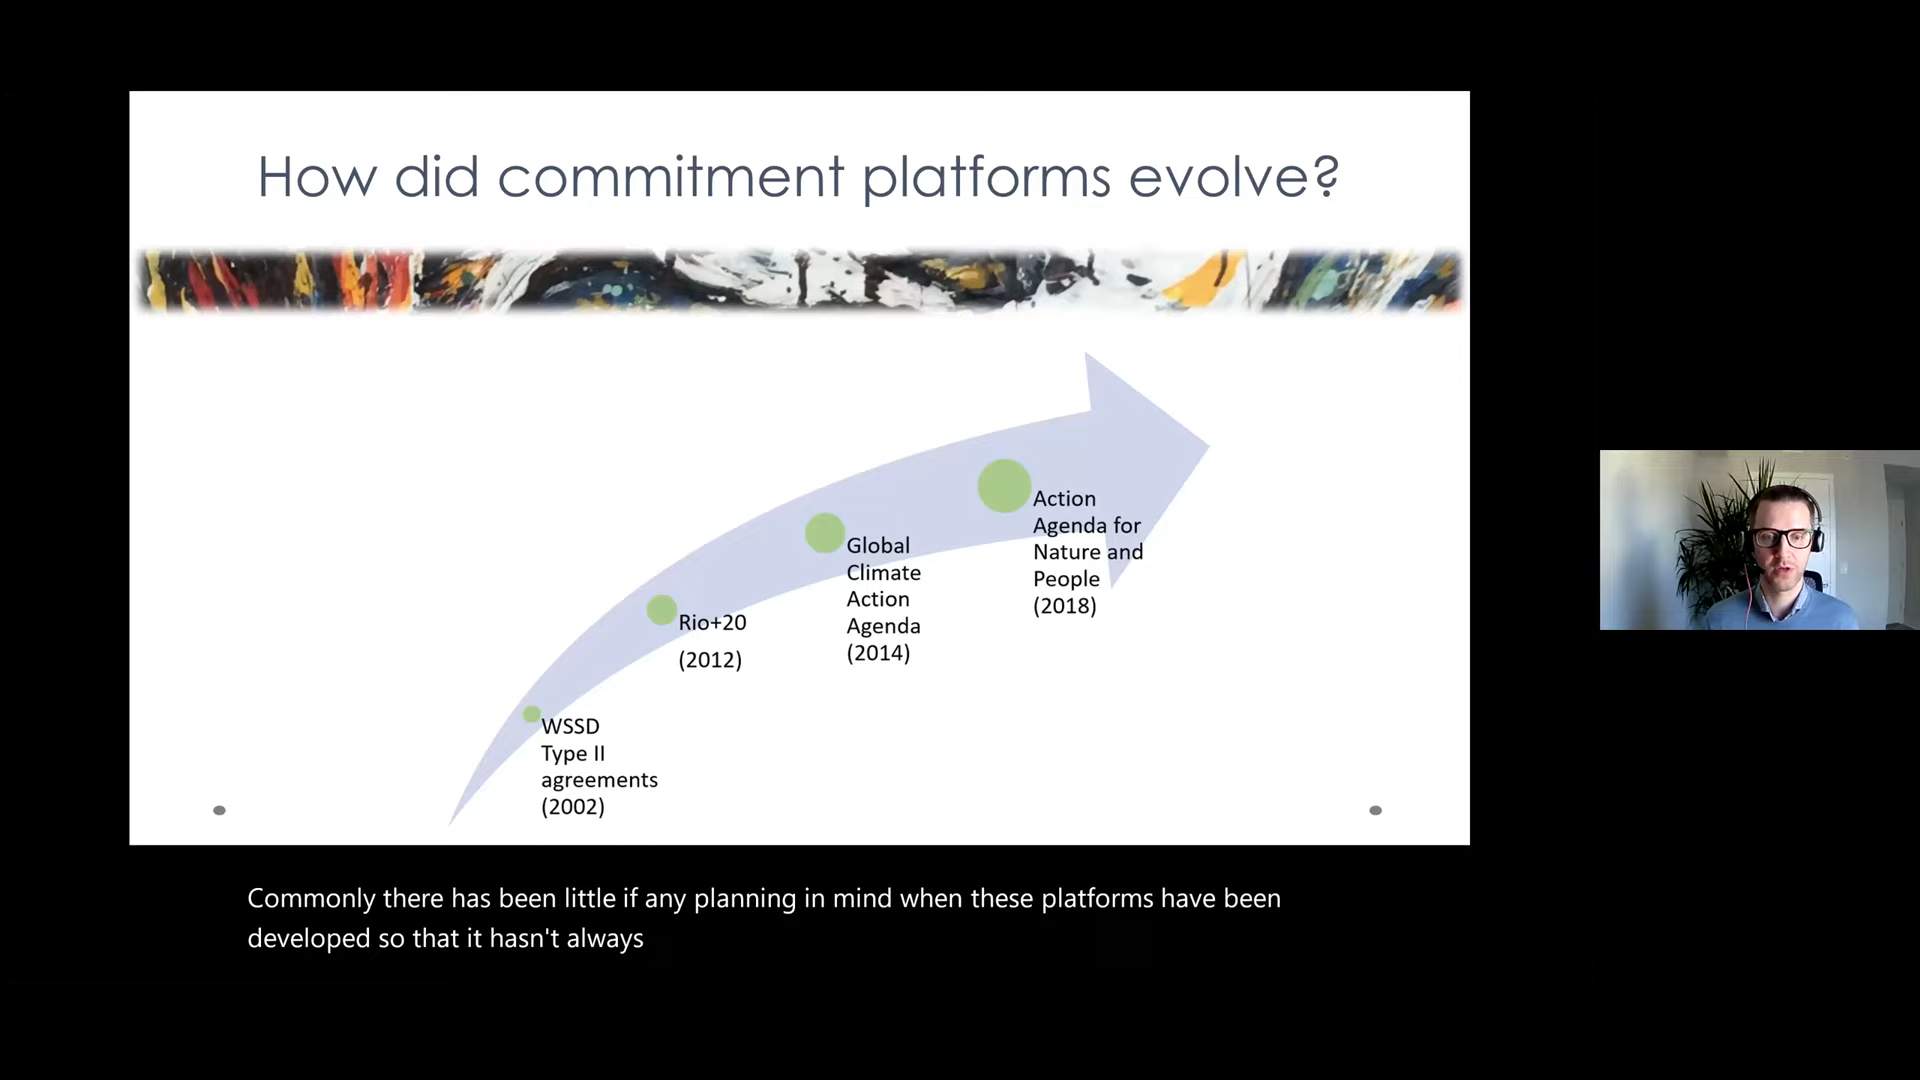 How did commitment platforms evolve?
Action
Agenda for
Nature and
People
(2018)
Global
Climate
Action
Agenda
(2014)
Rio+20
(2012)
WSSD
Type II
agreements
(2002)
Commonly there has been little if any planning in mind when these platforms have been
developed so that it hasn't always